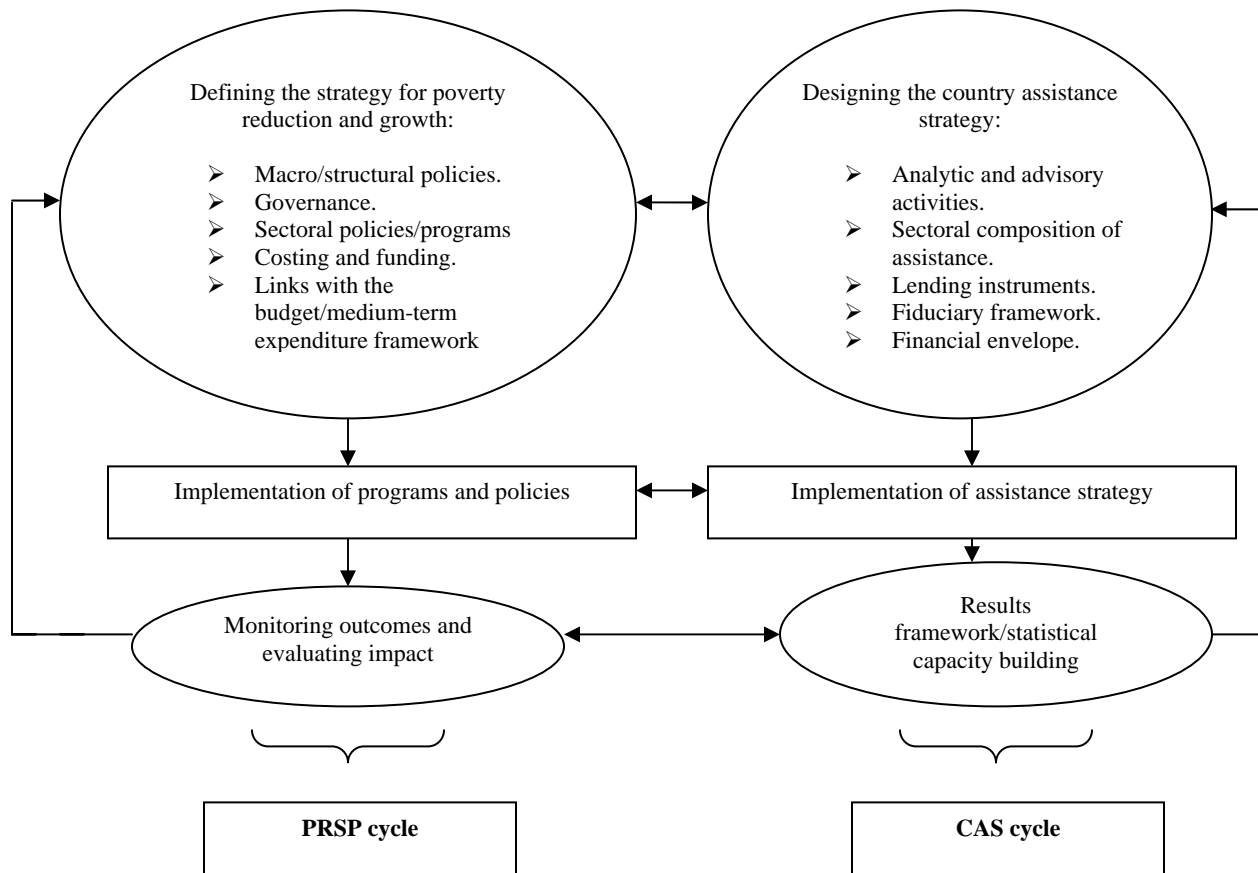 Defining the strategy for poverty
reduction and growth:
➢ Macro/structural policies.
➢ Governance.
➢ Sectoral policies/programs
➢ Costing and funding.
➢ Links with the
budget/medium-term
expenditure framework
Designing the country assistance
strategy:
➢ Analytic and advisory
activities.
➢ Sectoral composition of
assistance.
➢ Lending instruments.
➢ Fiduciary framework.
➢ Financial envelope.
Implementation of programs and policies
Implementation of assistance strategy
Monitoring outcomes and
evaluating impact
Results
framework/statistical
capacity building
PRSP cycle
CAS cycle